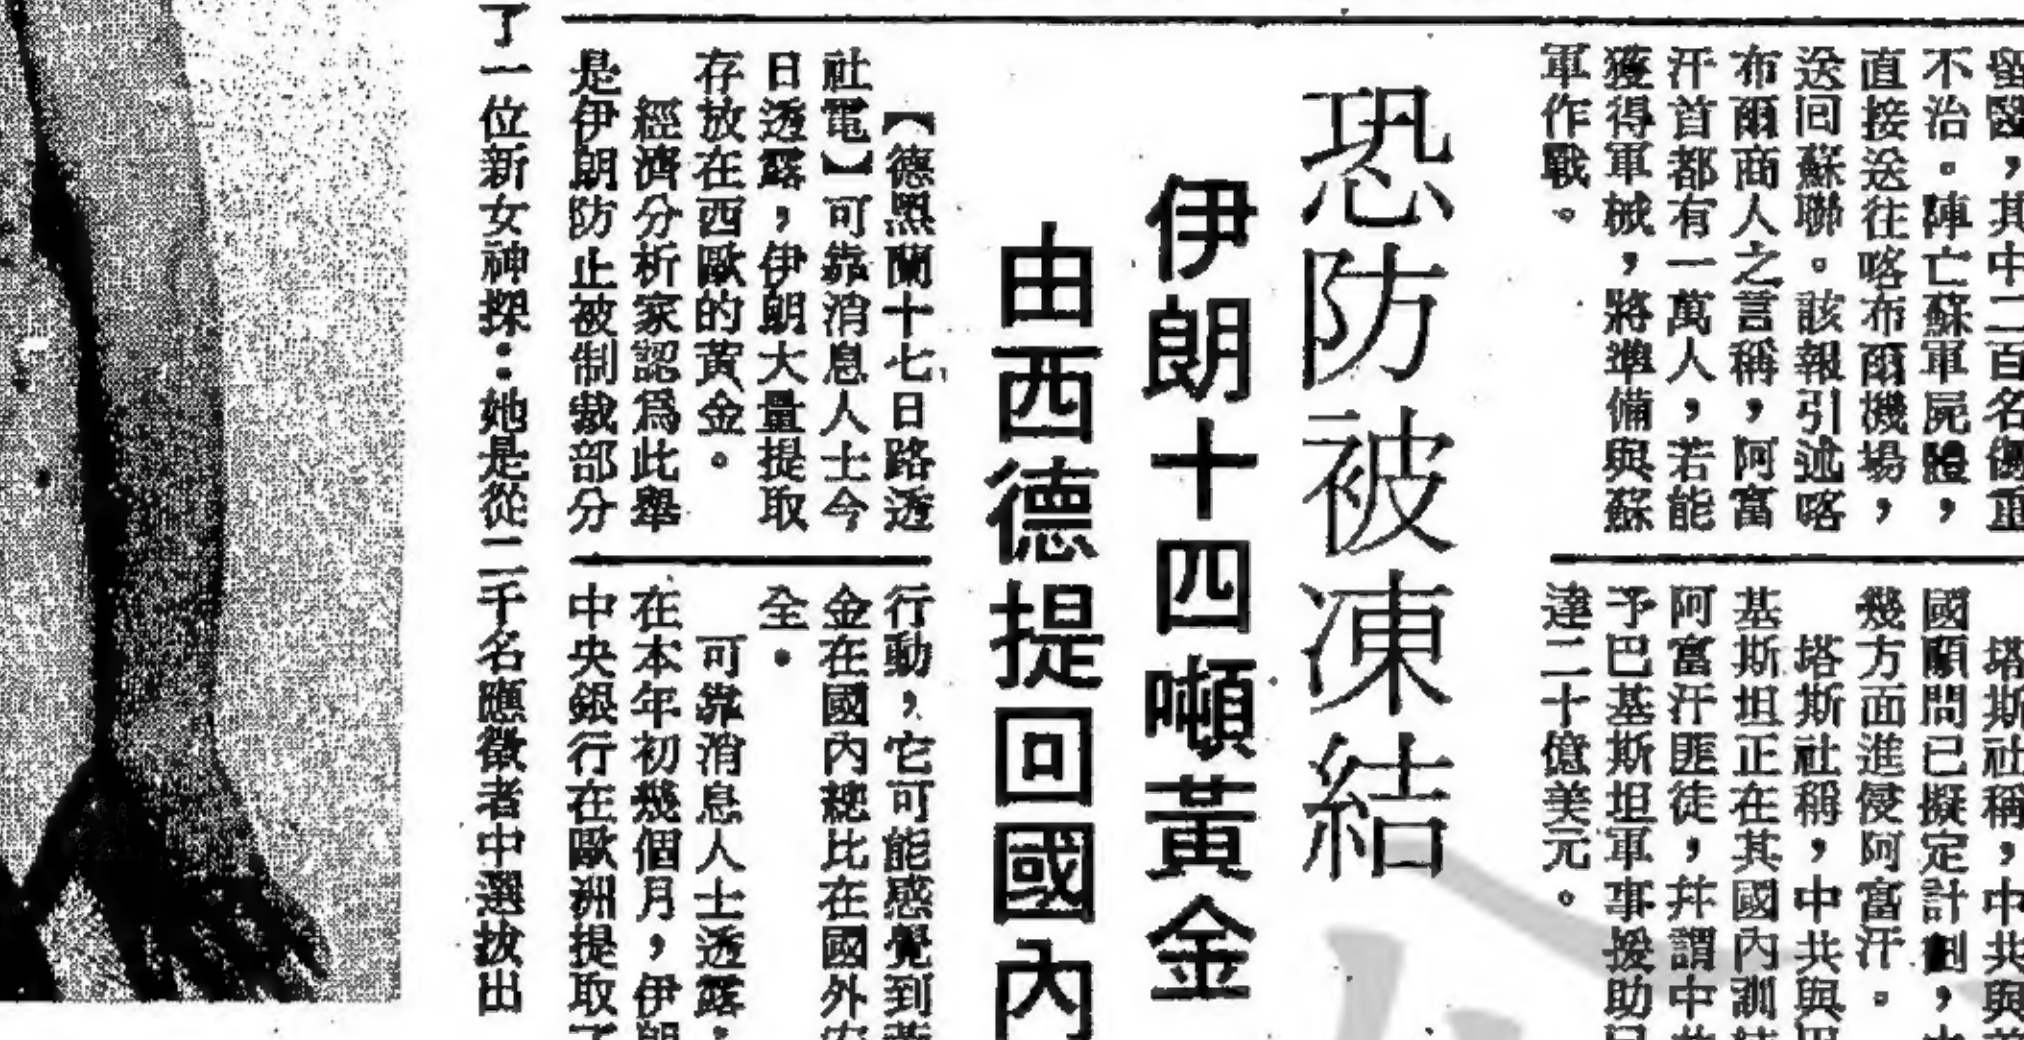 留醫，其中二百名傷重
不治。陣亡蘇軍屍體，
直接送往喀布爾機場，
送回蘇聯。該報引述喀
布爾商人之言稱，阿富
汗首都有一萬人，若能
獲得軍械，將準備與蘇
軍作戰。
塔斯社稱，中共與美
國顧問已擬定計劃，
幾方面進侵阿富汗。
塔斯社稱，中共與巴
基斯坦正在其國內訓練
阿富汗匪徒，幷謂中共
予巴基斯坦軍事援助
達二十億美元。
恐防被凍結
伊朗十四噸黃金
由西德提回國內
【德黑蘭十七日路透
社電】可靠消息人士今
日透露，伊朗大量提取
存放在西歐的黃金。
經濟分析家認爲此舉
是伊朗防止被制裁部分
行動，它可能感覺到黃
金在國內總比在國外安
全．
可靠消息人士透露：
在本年初幾個月，伊朗
中央銀行在歐洲提取了
了一位新女神探：她是從二千名應徵者中選拔出